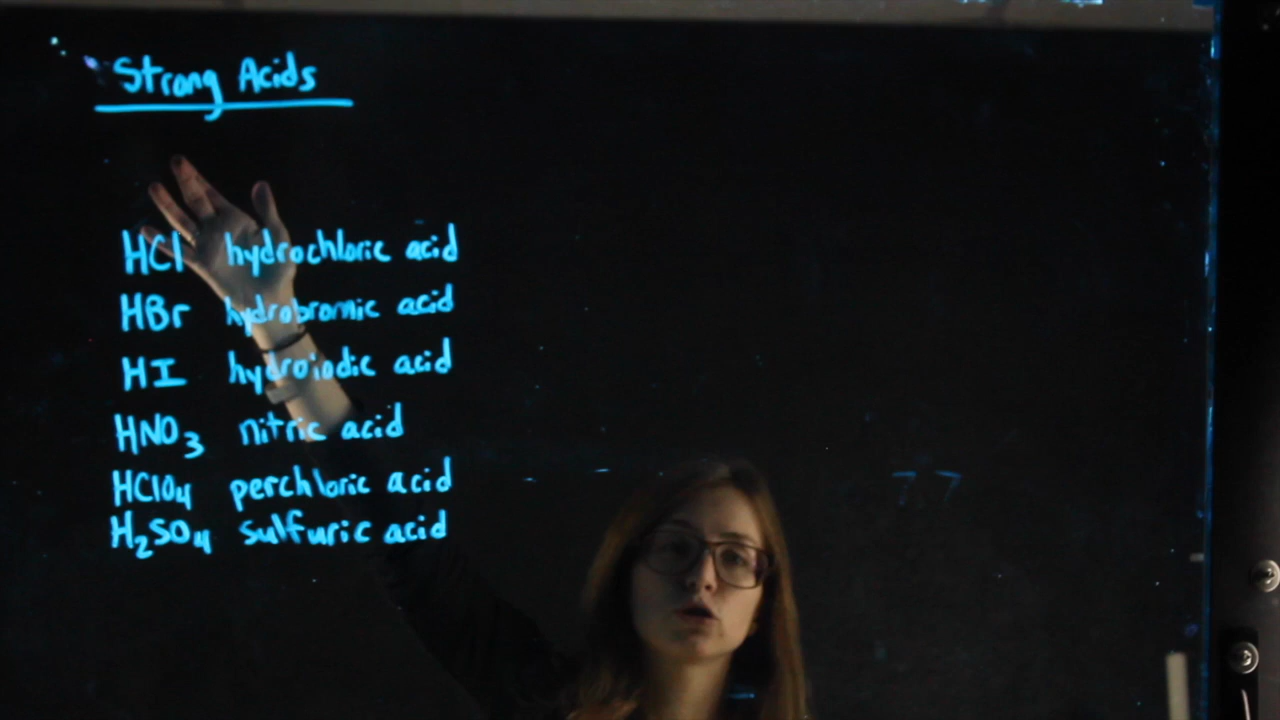 Strong Acids
HCl hydrochloric acid
HBr hydrobromic acid
HI hydroiodic acid
HNO₃ nitric acid
HClO₄ perchloric acid
H₂SO₄ sulfuric acid